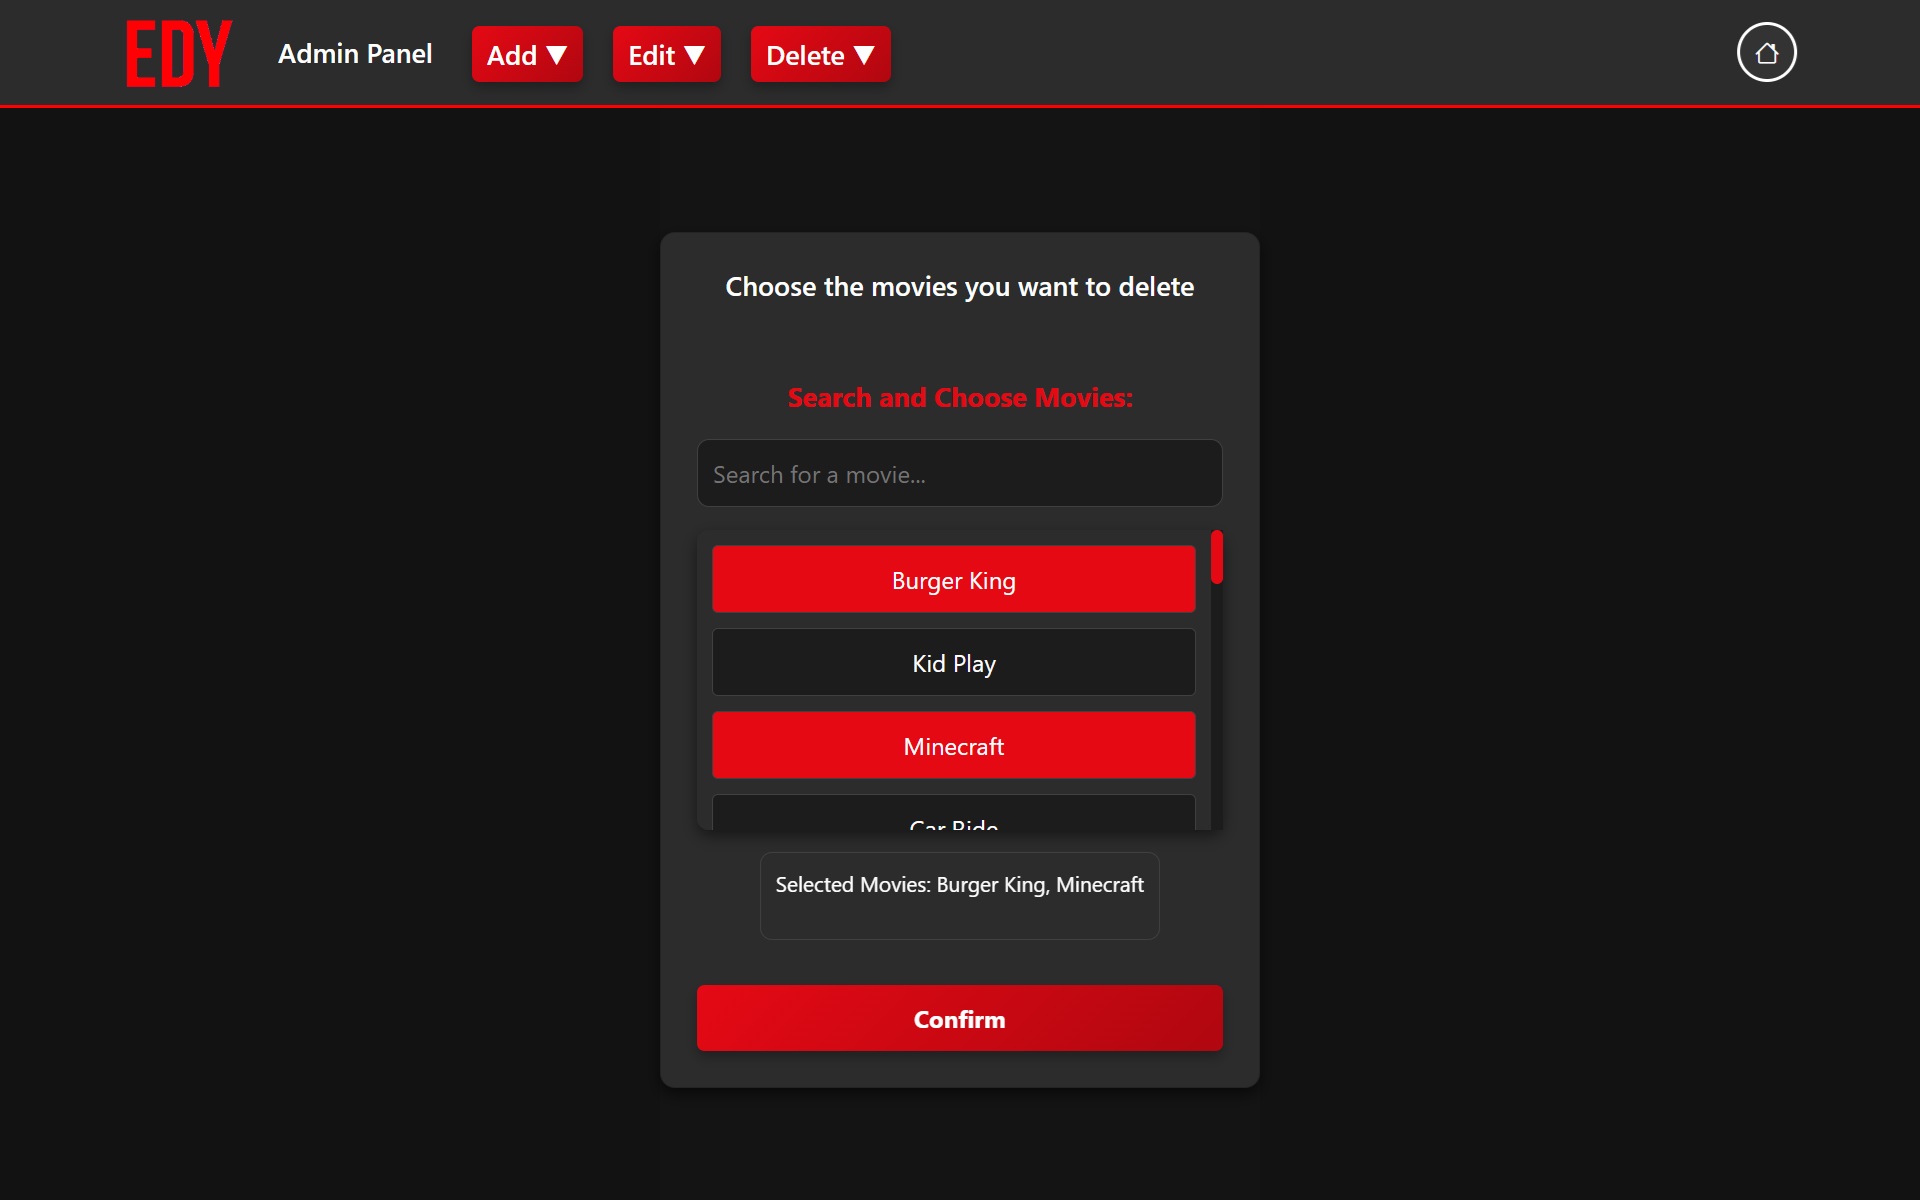 EDY
Admin Panel
Add ▼
Edit ▼
Delete ▼
Choose the movies you want to delete
Search and Choose Movies:
Search for a movie...
Burger King
Kid Play
Minecraft
Car Ride
Selected Movies: Burger King, Minecraft
Confirm